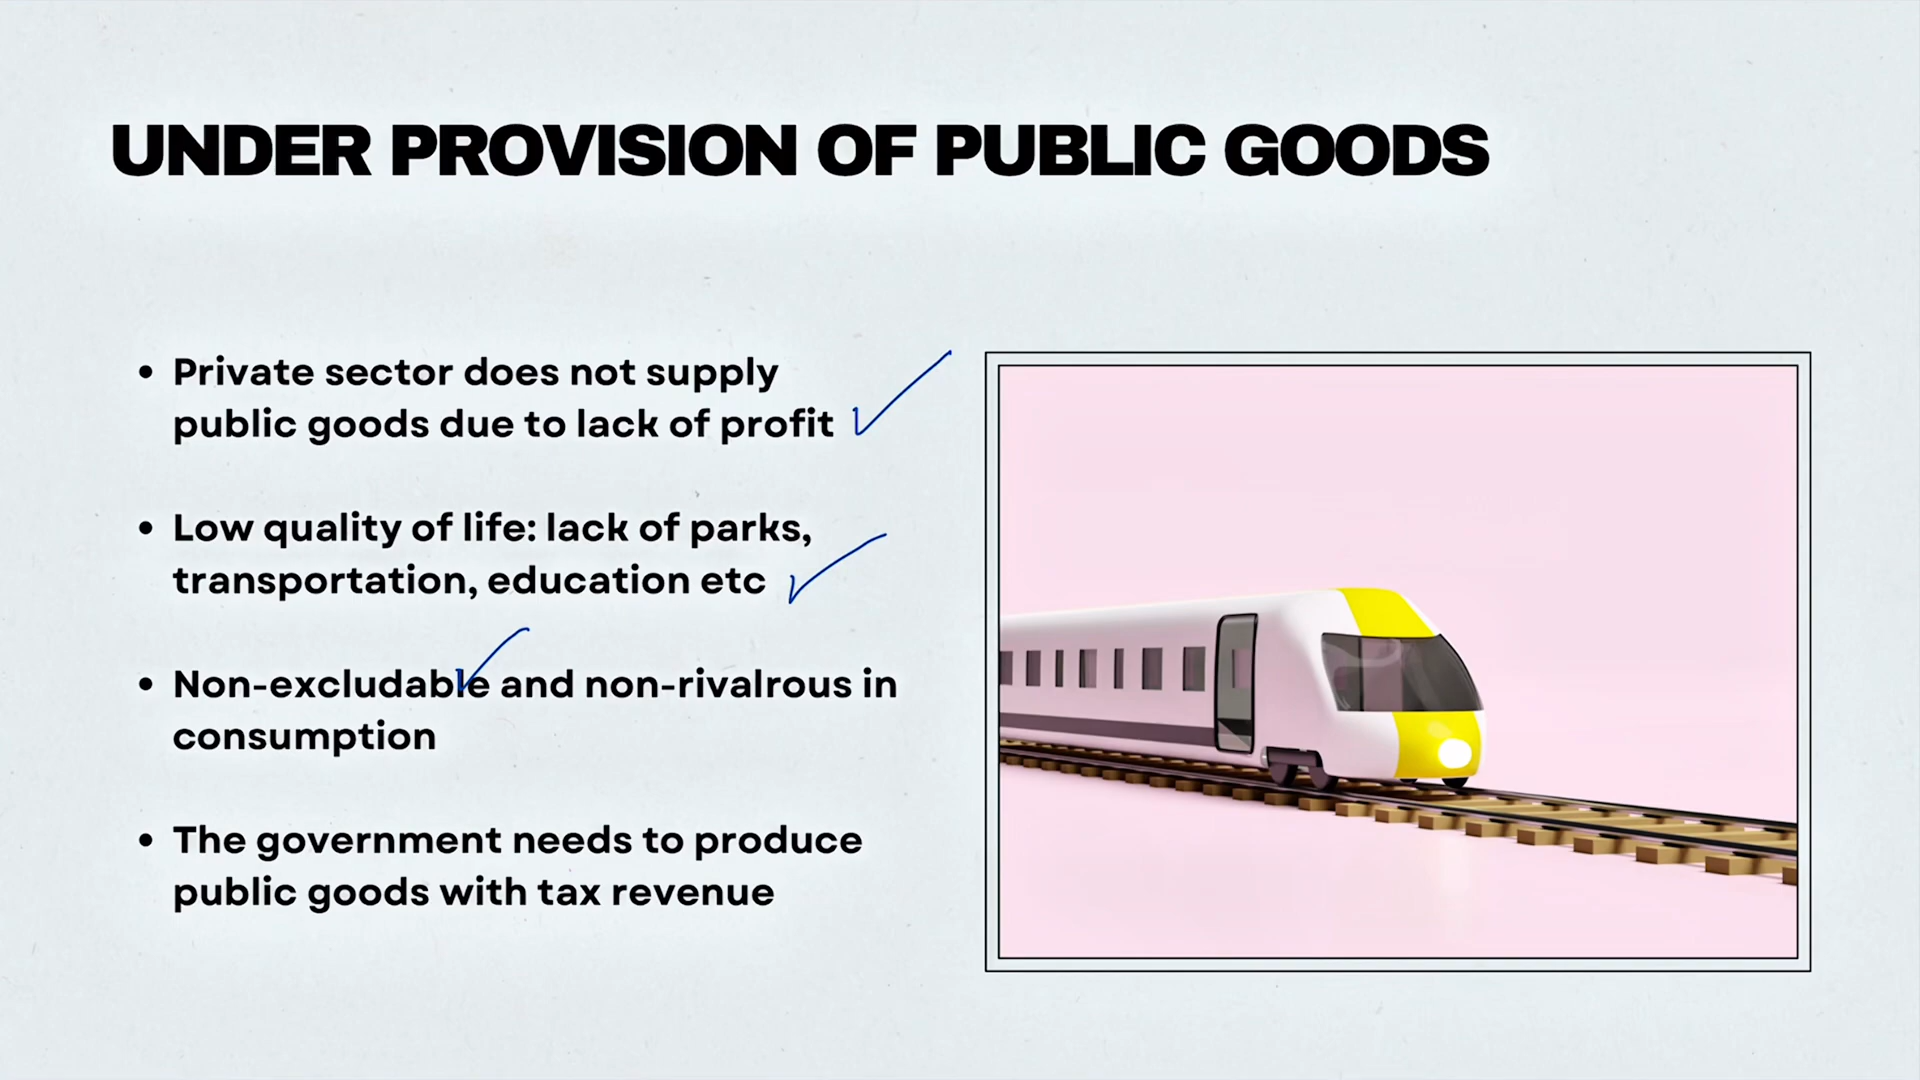 UNDER PROVISION OF PUBLIC GOODS
• Private sector does not supply
public goods due to lack of profit
• Low quality of life: lack of parks,
transportation, education etc
• Non-excludable and non-rivalrous in
consumption
• The government needs to produce
public goods with tax revenue